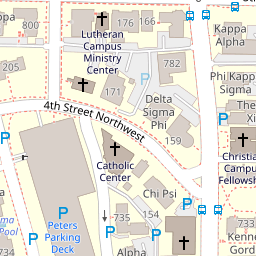 176
166
Lutheran
Campus
Ministry
Center
205
800
171
782
P
Kappa
Alpha
Phi Kappa
Sigma
The
Xi
Delta
Sigma
Phi
4th Street Northwest
159
Catholic
Center
Christian
Campus
Fellowship
Chi Psi
P
P
P
P
P
Peters
Parking
Deck
735
154
Alpha
734
733
Kenne
Gord
Pool